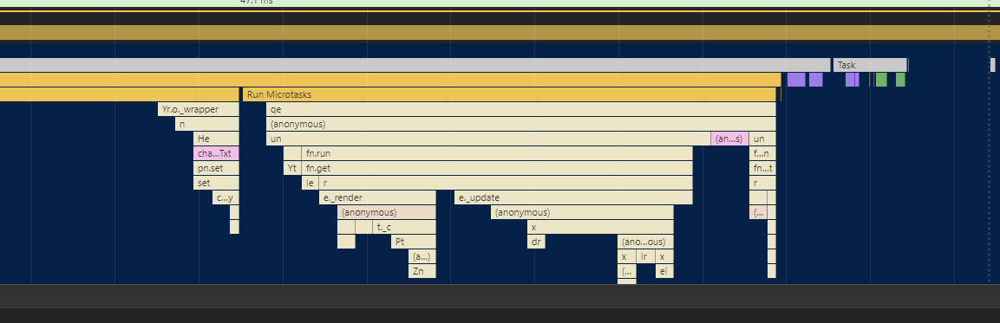 47.1 ms
Task
Run Microtasks
Yr.o._wrapper qe
n (anonymous)
He un (an...s) un
cha...Txt fn.run f...n
pn.set Yt fn.get fn...t
set le r r
c...y e._render e._update
(anonymous) (anonymous) (...
t._c x
Pt dr (ano...ous)
(a...) x ir x
Zn (... ei